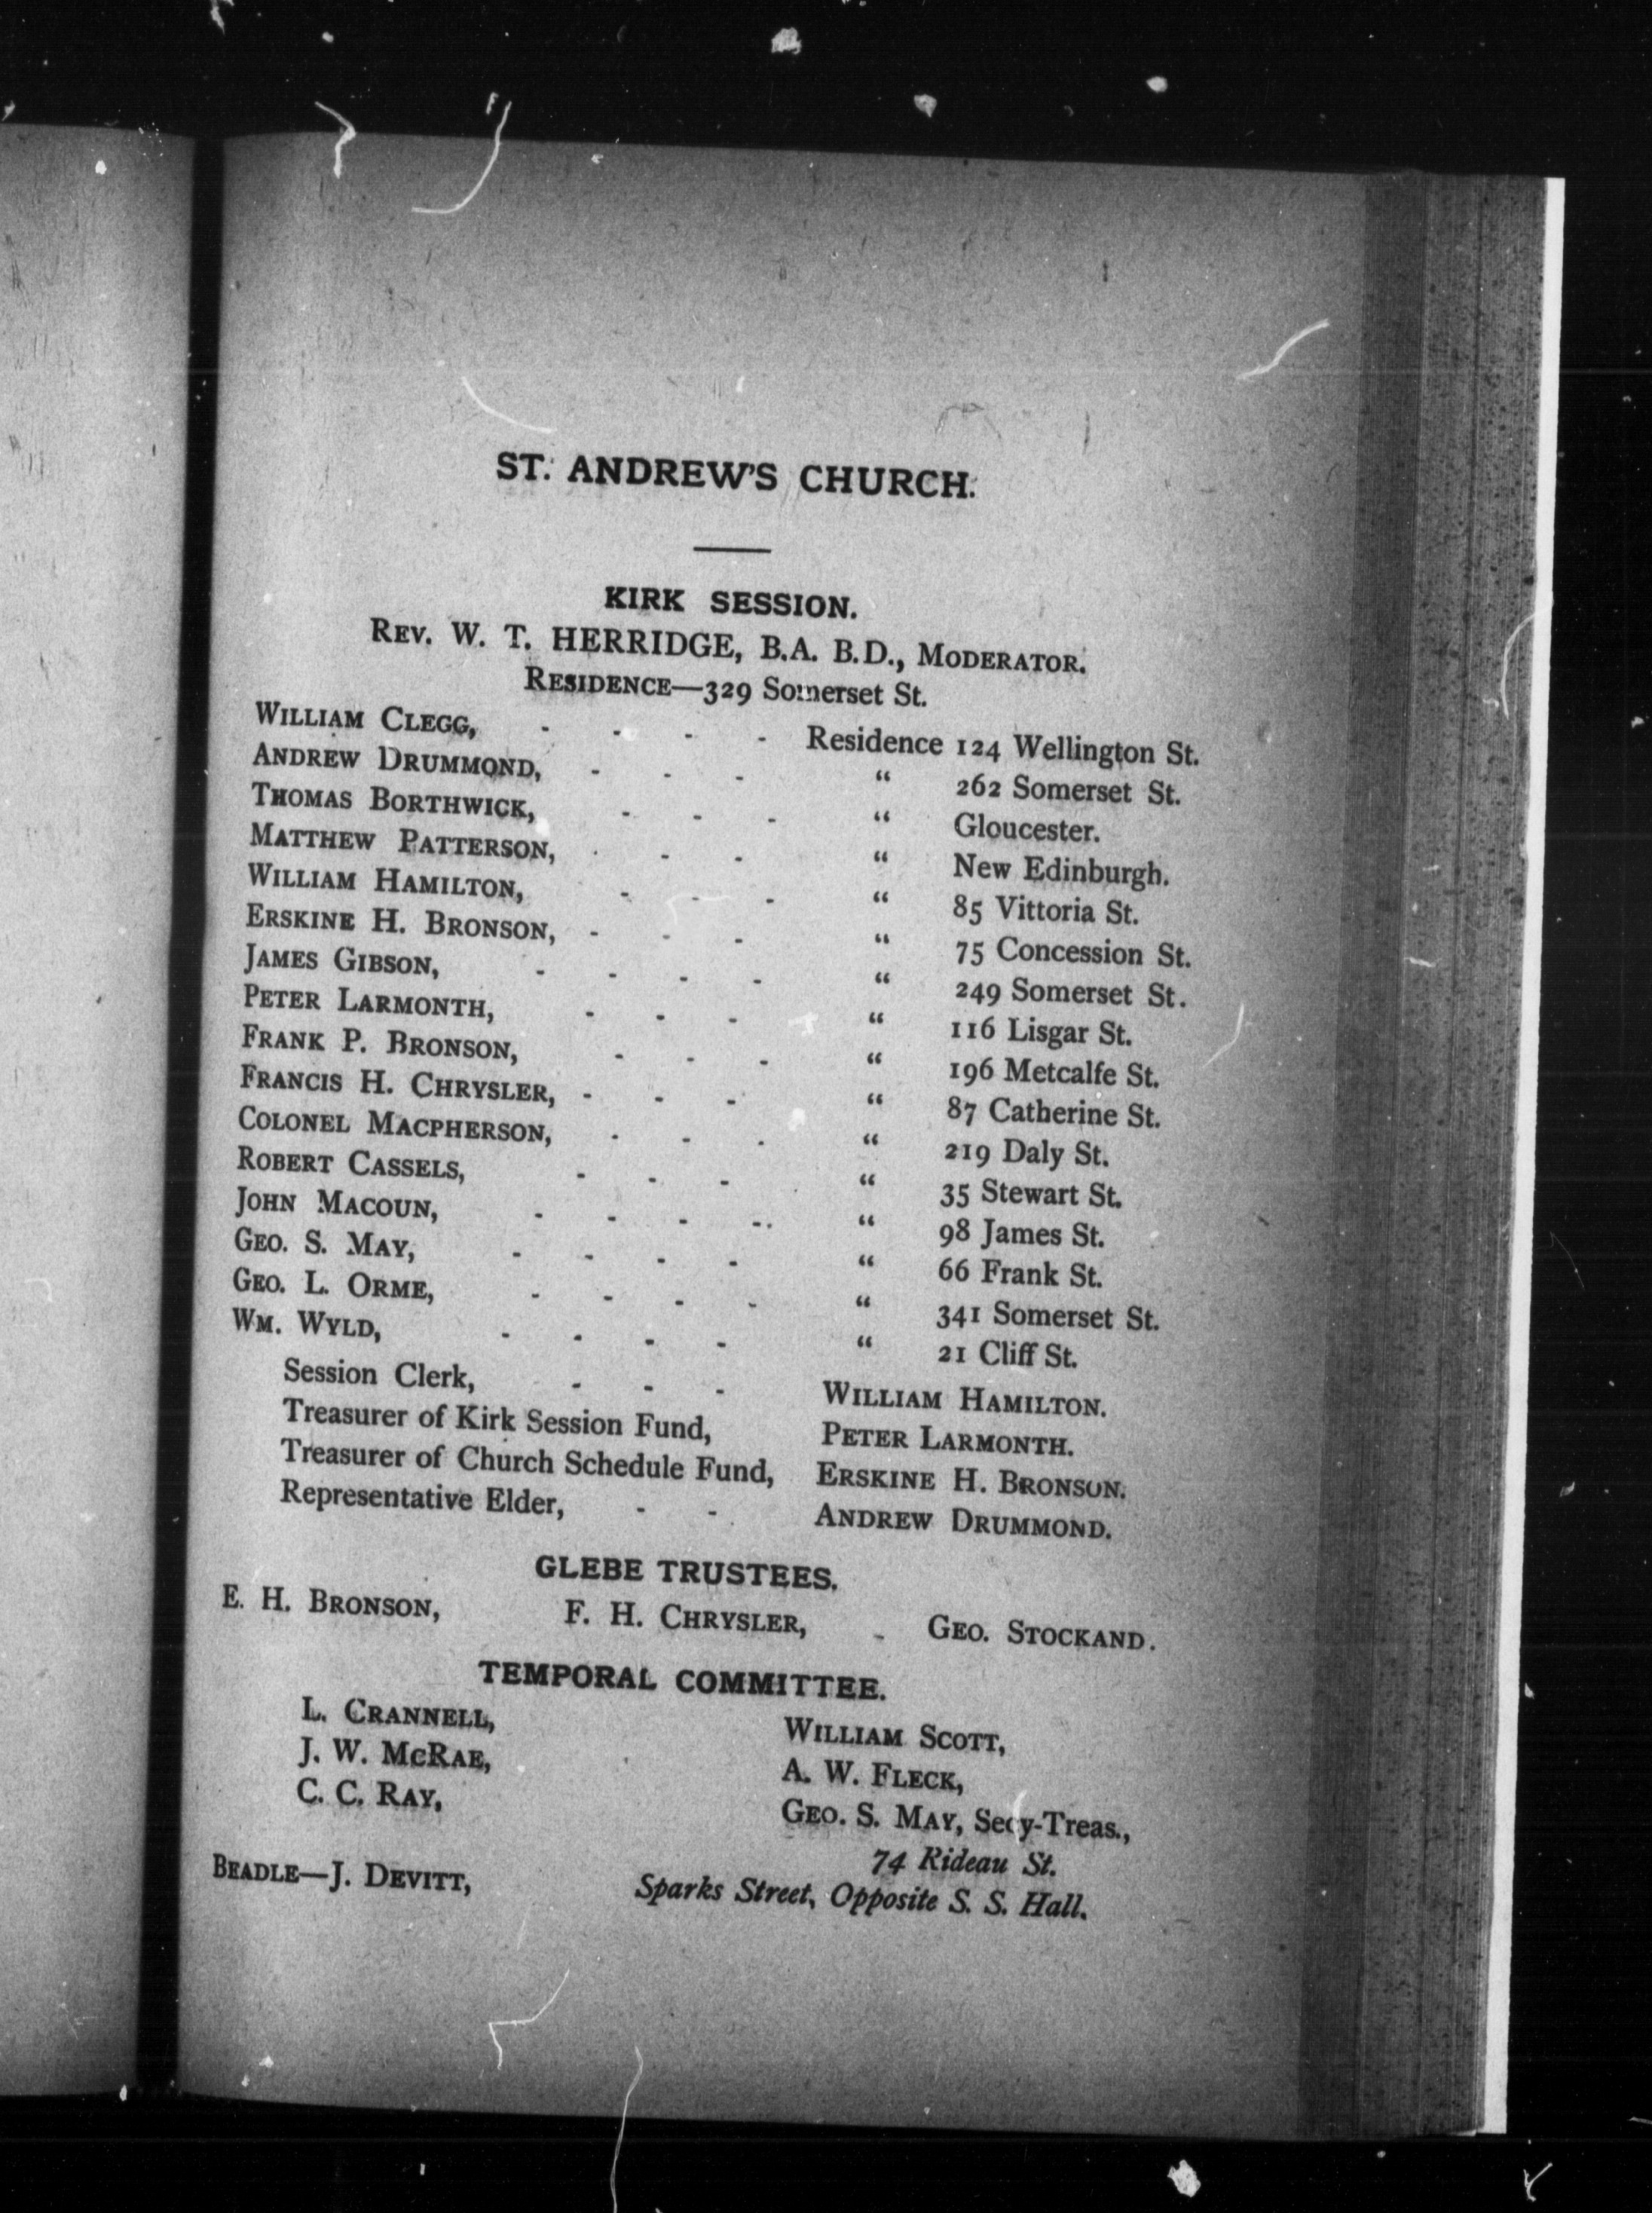 ST. ANDREW'S CHURCH.
KIRK SESSION.
REV. W. T. HERRIDGE, B.A. B.D., MODERATOR.
RESIDENCE—329 Somerset St.
WILLIAM CLEGG, - - - - Residence 124 Wellington St.
ANDREW DRUMMOND, - - - " 262 Somerset St.
THOMAS BORTHWICK, - - - " Gloucester.
MATTHEW PATTERSON, - - - " New Edinburgh.
WILLIAM HAMILTON, - - - " 85 Vittoria St.
ERSKINE H. BRONSON, - - - " 75 Concession St.
JAMES GIBSON, - - - - " 249 Somerset St.
PETER LARMONTH, - - - " 116 Lisgar St.
FRANK P. BRONSON, - - - " 196 Metcalfe St.
FRANCIS H. CHRYSLER, - - - " 87 Catherine St.
COLONEL MACPHERSON, - - - " 219 Daly St.
ROBERT CASSELS, - - - " 35 Stewart St.
JOHN MACOUN, - - - - " 98 James St.
GEO. S. MAY, - - - - " 66 Frank St.
GEO. L. ORME, - - - - " 341 Somerset St.
WM. WYLD, - - - - " 21 Cliff St.
Session Clerk, - - - WILLIAM HAMILTON.
Treasurer of Kirk Session Fund, PETER LARMONTH.
Treasurer of Church Schedule Fund, ERSKINE H. BRONSON.
Representative Elder, - - ANDREW DRUMMOND.
GLEBE TRUSTEES.
E. H. BRONSON, F. H. CHRYSLER, - GEO. STOCKAND.
TEMPORAL COMMITTEE.
L. CRANNELL, WILLIAM SCOTT,
J. W. McRAE, A. W. FLECK,
C. C. RAY, GEO. S. MAY, Secy-Treas.,
74 Rideau St.
BEADLE—J. DEVITT, Sparks Street, Opposite S. S. Hall.